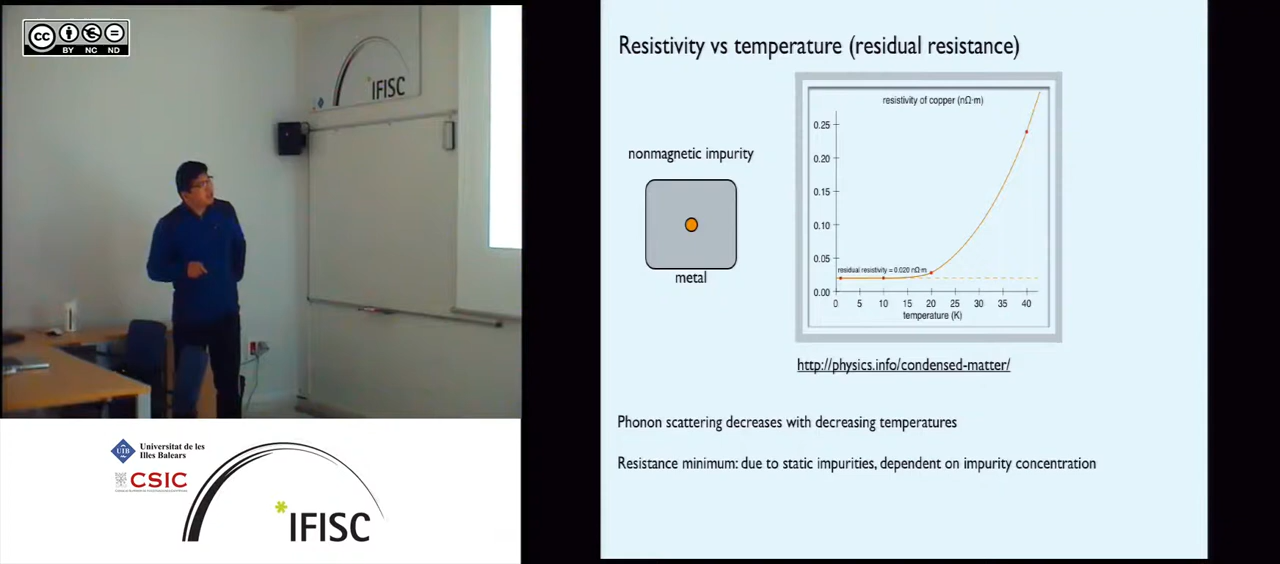 cc
BY NC ND
*IFISC
Resistivity vs temperature (residual resistance)
nonmagnetic impurity
metal
resistivity of copper (nΩ·m)
0.25
0.20
0.15
0.10
0.05
0.00
residual resistivity = 0.020 nΩ·m
0 5 10 15 20 25 30 35 40
temperature (K)
http://physics.info/condensed-matter/
Phonon scattering decreases with decreasing temperatures
Resistance minimum: due to static impurities, dependent on impurity concentration
UIB
Universitat de les
Illes Balears
CSIC
*IFISC